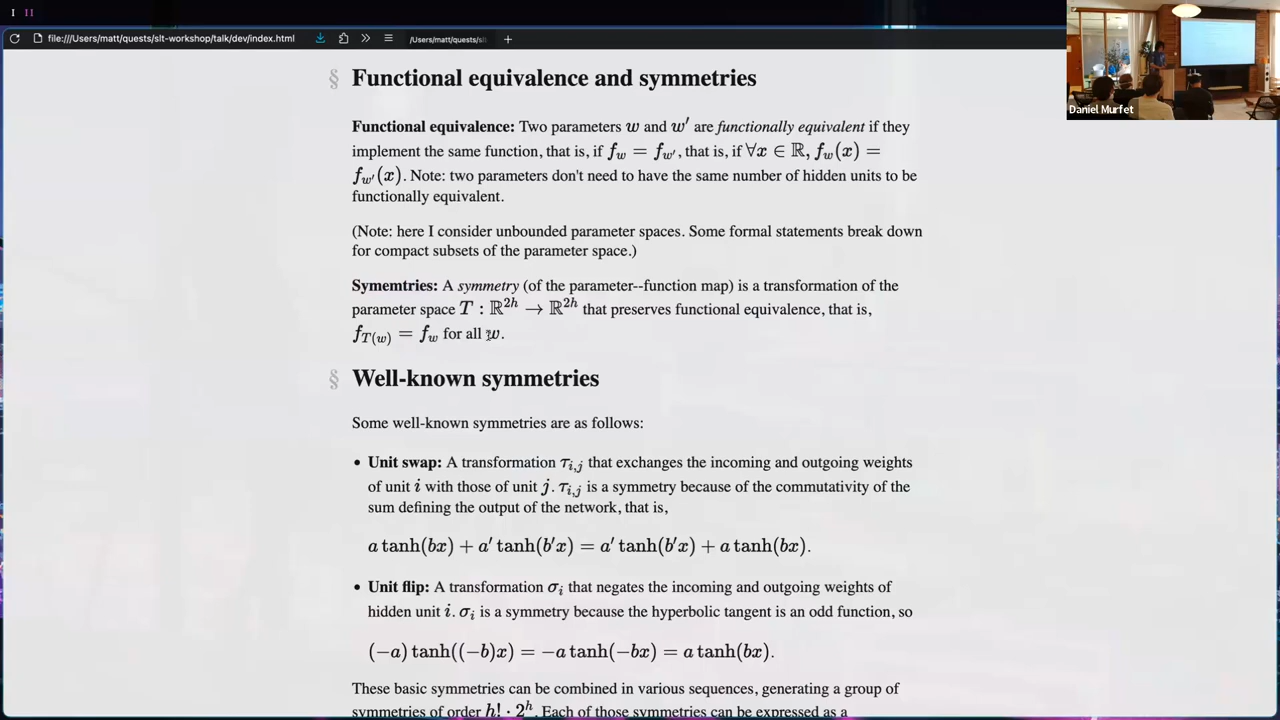 I II
file:///Users/matt/quests/slt-workshop/talk/dev/index.html
/Users/matt/quests/sl
Daniel Murfet
§ Functional equivalence and symmetries
Functional equivalence: Two parameters w and w′ are functionally equivalent if they
implement the same function, that is, if f_w = f_{w′}, that is, if ∀x ∈ ℝ, f_w(x) =
f_{w′}(x). Note: two parameters don't need to have the same number of hidden units to be
functionally equivalent.
(Note: here I consider unbounded parameter spaces. Some formal statements break down
for compact subsets of the parameter space.)
Symemtries: A symmetry (of the parameter--function map) is a transformation of the
parameter space T : ℝ^{2h} → ℝ^{2h} that preserves functional equivalence, that is,
f_{T(w)} = f_w for all w.
§ Well-known symmetries
Some well-known symmetries are as follows:
• Unit swap: A transformation τ_{i,j} that exchanges the incoming and outgoing weights
of unit i with those of unit j. τ_{i,j} is a symmetry because of the commutativity of the
sum defining the output of the network, that is,
a tanh(bx) + a′ tanh(b′x) = a′ tanh(b′x) + a tanh(bx).
• Unit flip: A transformation σ_i that negates the incoming and outgoing weights of
hidden unit i. σ_i is a symmetry because the hyperbolic tangent is an odd function, so
(−a) tanh((−b)x) = −a tanh(−bx) = a tanh(bx).
These basic symmetries can be combined in various sequences, generating a group of
symmetries of order h! · 2^h. Each of those symmetries can be expressed as a